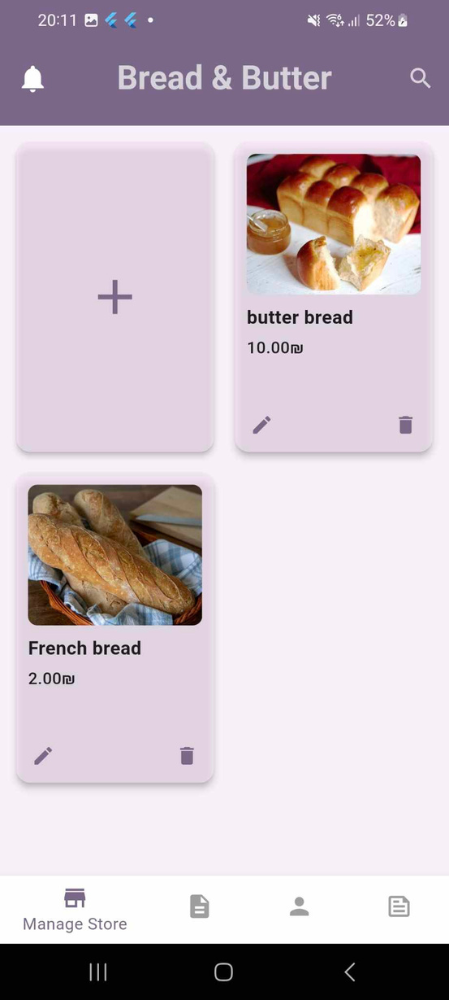 20:11 52%
Bread & Butter
butter bread
10.00₪
French bread
2.00₪
Manage Store